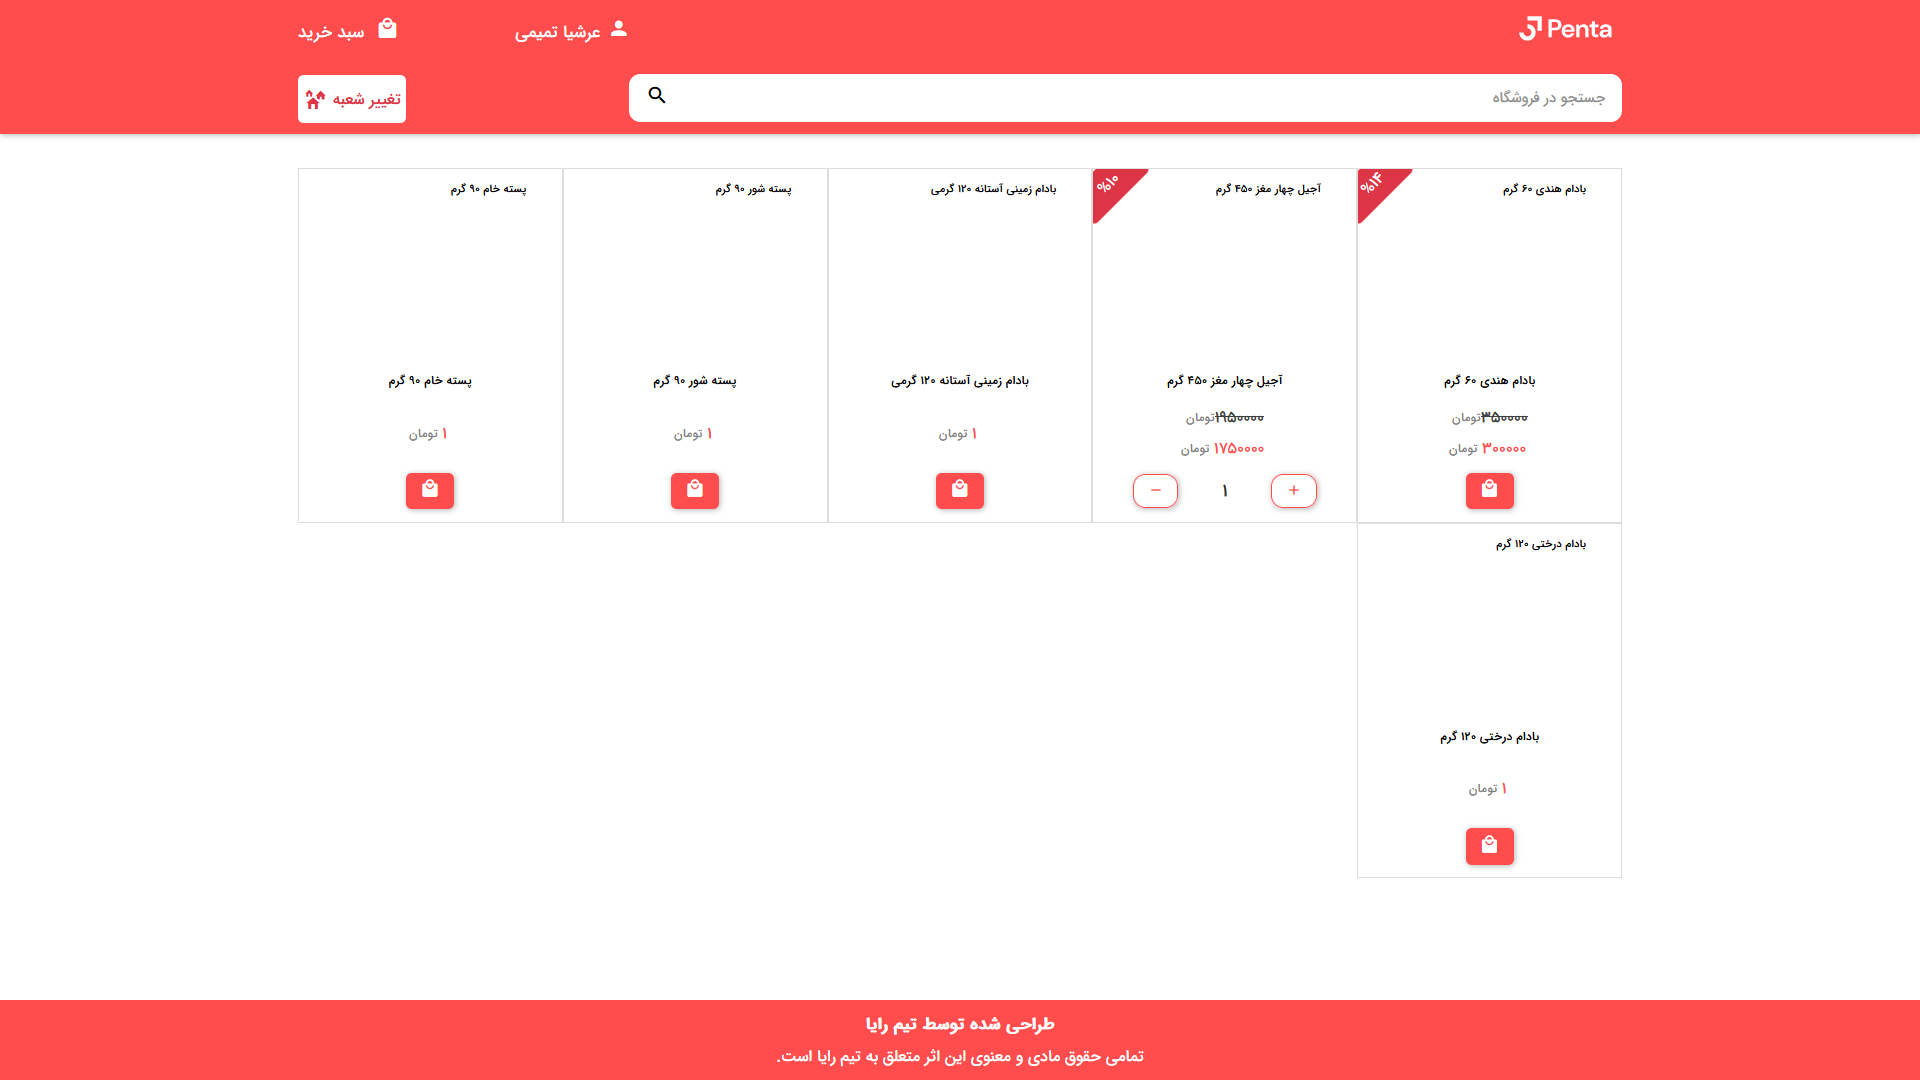 Penta
عرشیا تمیمی
سبد خرید
جستجو در فروشگاه
تغییر شعبه
%۱۴
بادام هندی ۶۰ گرم
بادام هندی ۶۰ گرم
۳۵۰۰۰۰تومان
۳۰۰۰۰۰ تومان
%۱۰
آجیل چهار مغز ۴۵۰ گرم
آجیل چهار مغز ۴۵۰ گرم
۱۹۵۰۰۰۰تومان
۱۷۵۰۰۰۰ تومان
+ ۱ −
بادام زمینی آستانه ۱۲۰ گرمی
بادام زمینی آستانه ۱۲۰ گرمی
۱ تومان
پسته شور ۹۰ گرم
پسته شور ۹۰ گرم
۱ تومان
پسته خام ۹۰ گرم
پسته خام ۹۰ گرم
۱ تومان
بادام درختی ۱۲۰ گرم
بادام درختی ۱۲۰ گرم
۱ تومان
طراحی شده توسط تیم رایا
تمامی حقوق مادی و معنوی این اثر متعلق به تیم رایا است.